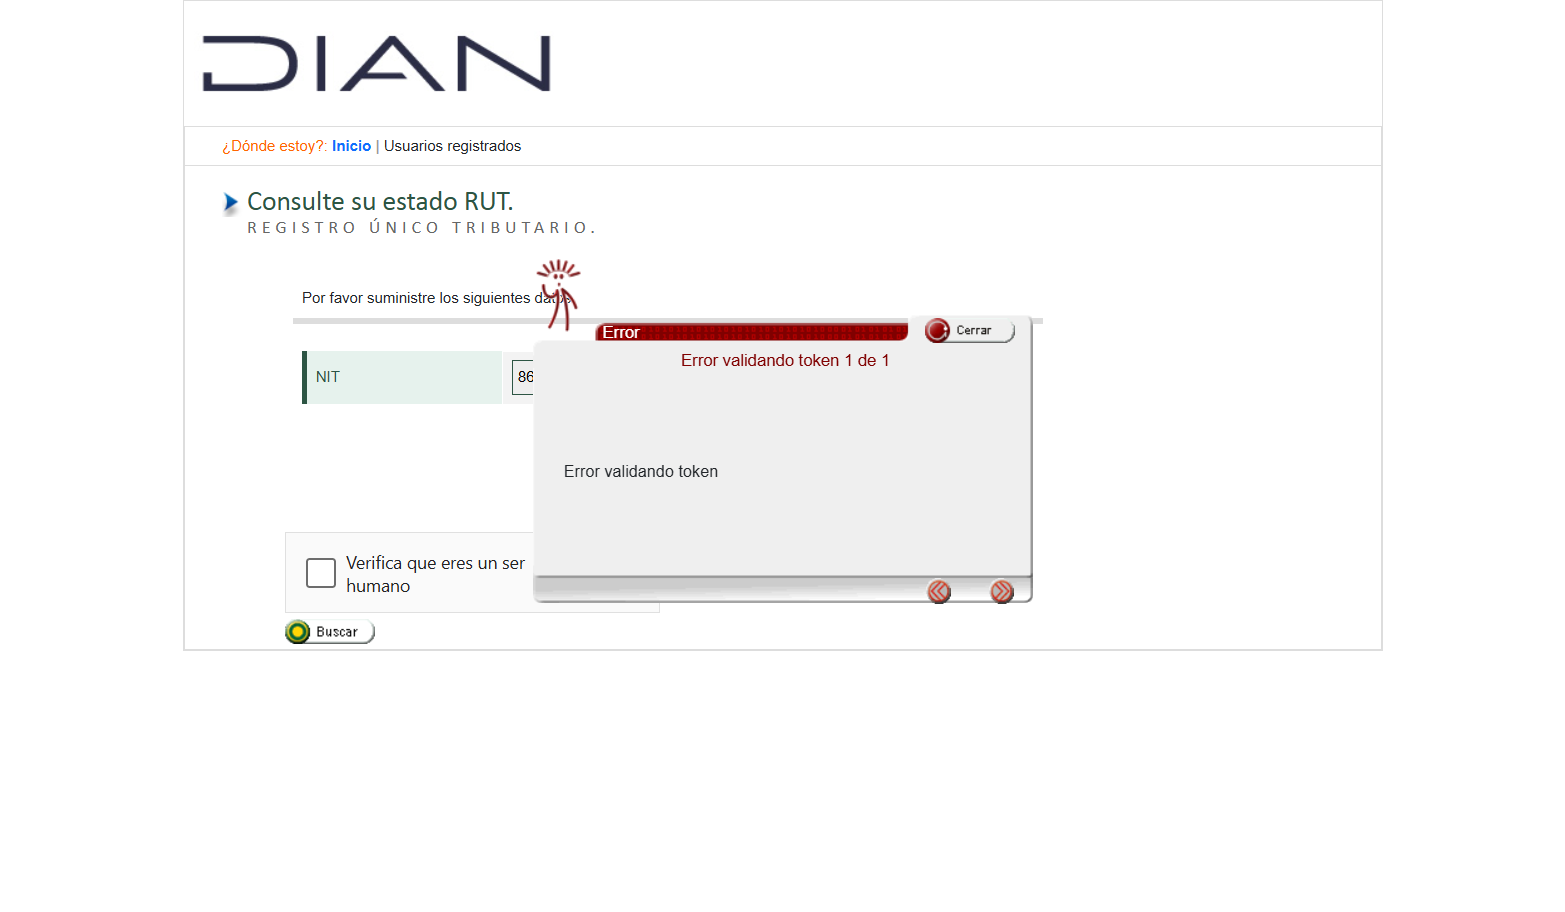 DIAN
¿Dónde estoy?: Inicio | Usuarios registrados
Consulte su estado RUT.
REGISTRO ÚNICO TRIBUTARIO.
Por favor suministre los siguientes datos
Error
Cerrar
Error validando token 1 de 1
NIT
86
Error validando token
Verifica que eres un ser
humano
Buscar